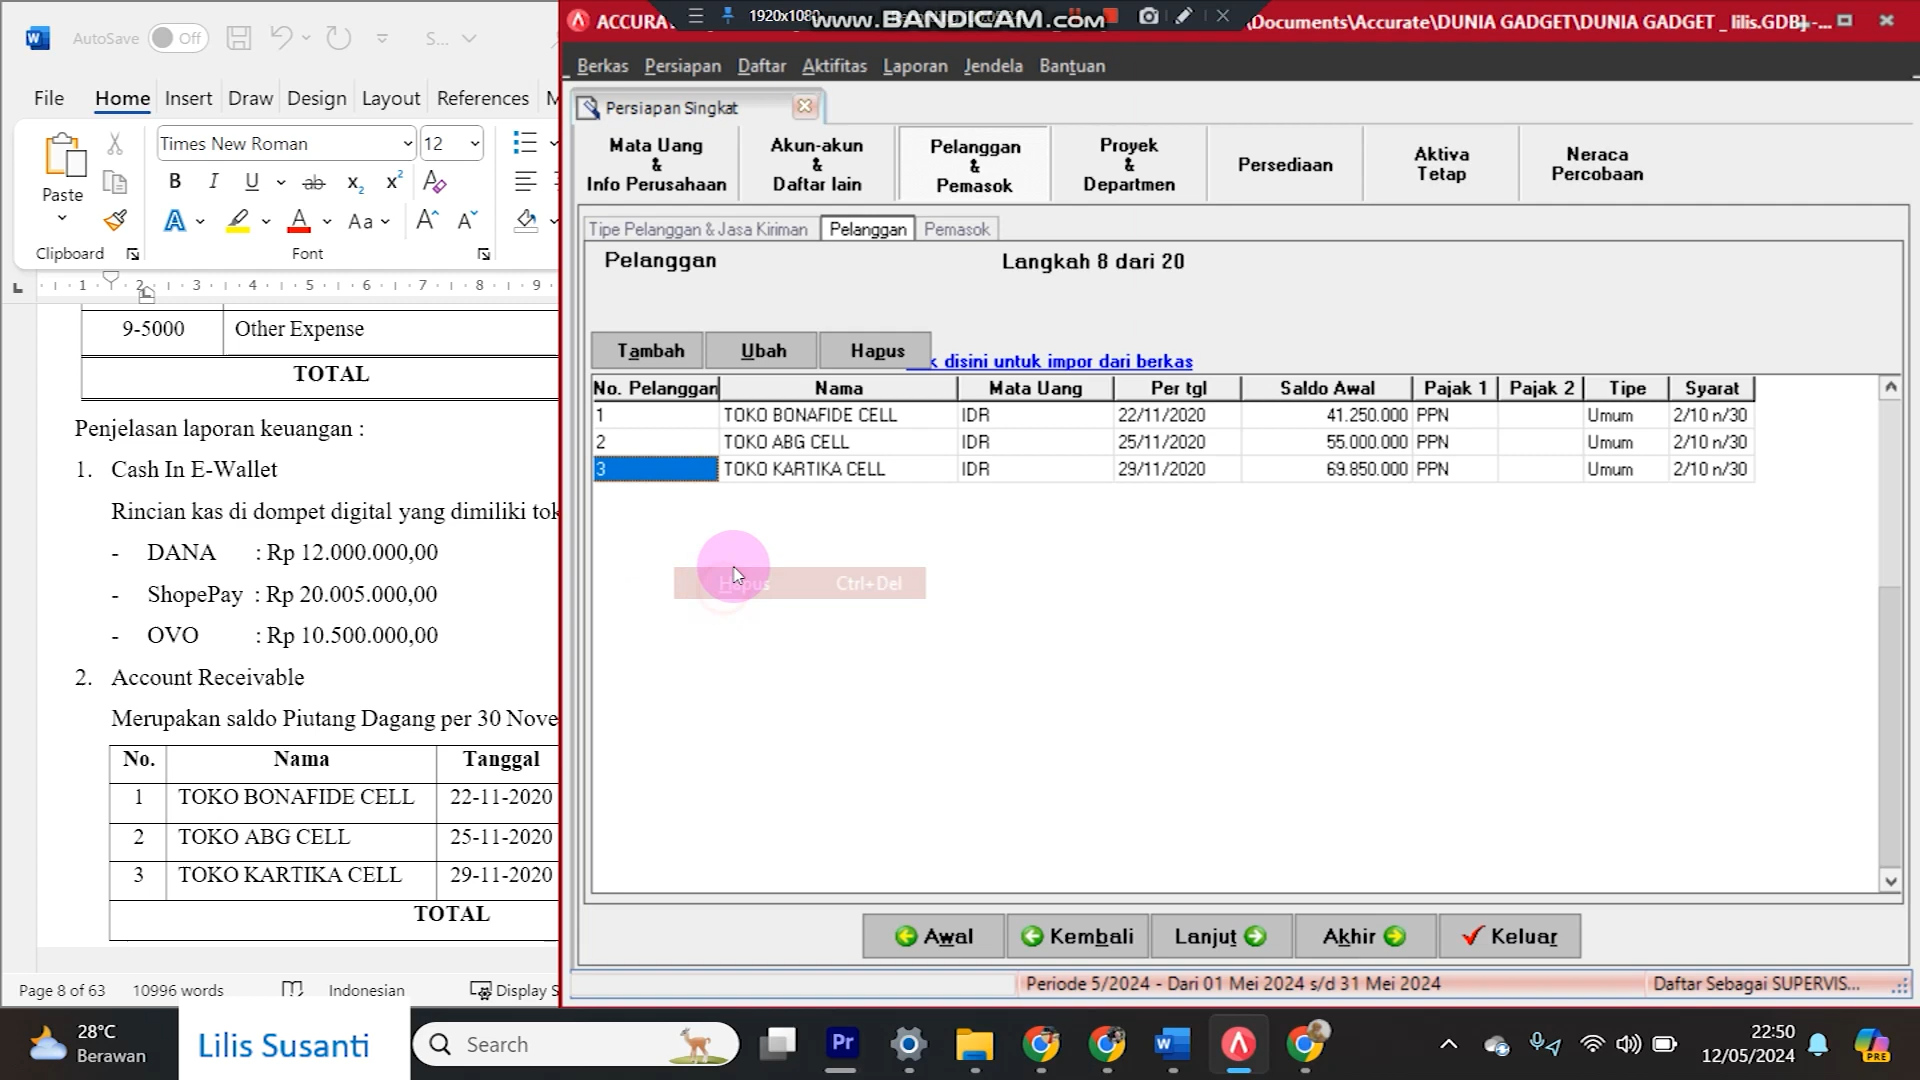 AutoSave Off S...
File Home Insert Draw Design Layout References
Times New Roman 12
Paste
Clipboard Font
1 2 3 4 5 6 7 8 9
9-5000 Other Expense
TOTAL
Penjelasan laporan keuangan :
1. Cash In E-Wallet
Rincian kas di dompet digital yang dimiliki tok
- DANA : Rp 12.000.000,00
- ShopePay : Rp 20.005.000,00
- OVO : Rp 10.500.000,00
2. Account Receivable
Merupakan saldo Piutang Dagang per 30 Nove
No. Nama Tanggal
1 TOKO BONAFIDE CELL 22-11-2020
2 TOKO ABG CELL 25-11-2020
3 TOKO KARTIKA CELL 29-11-2020
TOTAL
Page 8 of 63 10996 words Indonesian Display S
1920x1080
www.BANDICAM.com
ACCURA \Documents\Accurate\DUNIA GADGET\DUNIA GADGET _ lilis.GDB] -...
Berkas Persiapan Daftar Aktifitas Laporan Jendela Bantuan
Persiapan Singkat
Mata Uang & Info Perusahaan
Akun-akun & Daftar lain
Pelanggan & Pemasok
Proyek & Departmen
Persediaan
Aktiva Tetap
Neraca Percobaan
Tipe Pelanggan & Jasa Kiriman Pelanggan Pemasok
Pelanggan Langkah 8 dari 20
Tambah Ubah Hapus
disini untuk impor dari berkas
No. Pelanggan Nama Mata Uang Per tgl Saldo Awal Pajak 1 Pajak 2 Tipe Syarat
1 TOKO BONAFIDE CELL IDR 22/11/2020 41.250.000 PPN Umum 2/10 n/30
2 TOKO ABG CELL IDR 25/11/2020 55.000.000 PPN Umum 2/10 n/30
3 TOKO KARTIKA CELL IDR 29/11/2020 69.850.000 PPN Umum 2/10 n/30
Hapus Ctrl+Del
Awal Kembali Lanjut Akhir Keluar
Periode 5/2024 - Dari 01 Mei 2024 s/d 31 Mei 2024 Daftar Sebagai SUPERVIS...
28°C
Berawan
Lilis Susanti
Search
Pr
22:50
12/05/2024
PRE